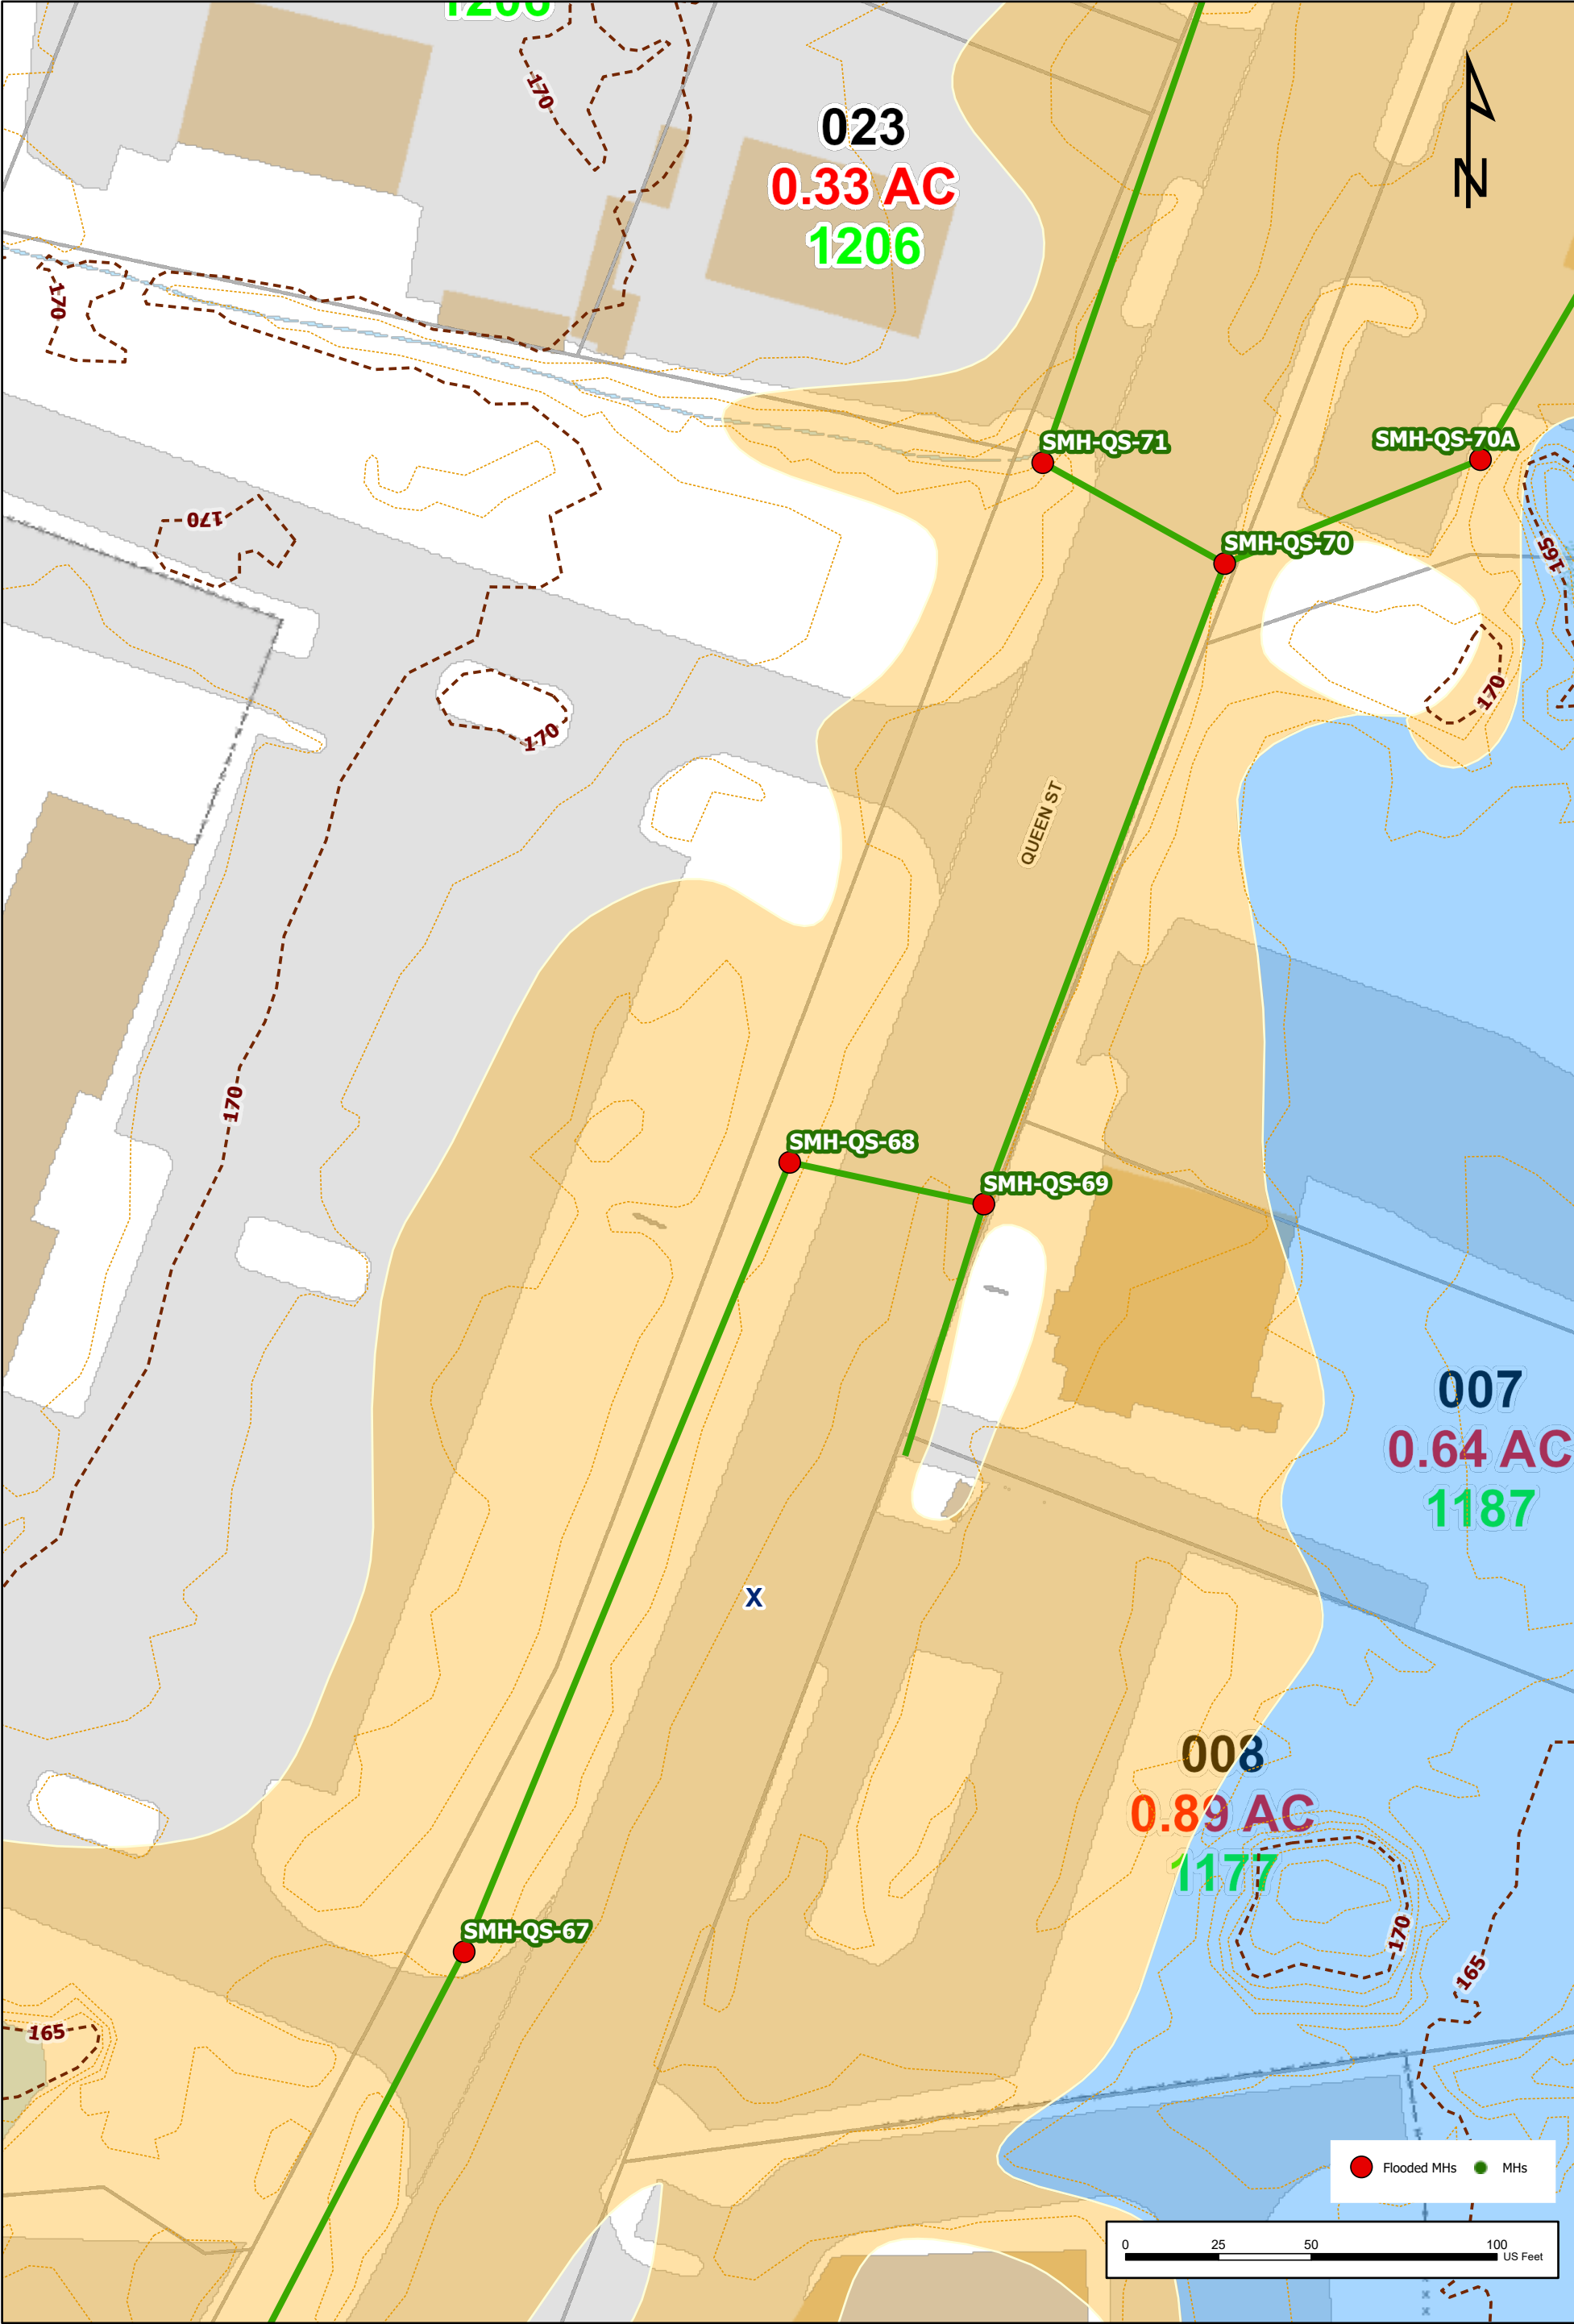 1206
170
023
0.33 AC
1206
N
170
SMH-QS-71
SMH-QS-70A
170
SMH-QS-70
165
170
170
QUEEN ST
170
SMH-QS-68
SMH-QS-69
007
0.64 AC
1187
X
008
0.89 AC
1177
SMH-QS-67
170
165
165
Flooded MHs
MHs
0 25 50 100
US Feet